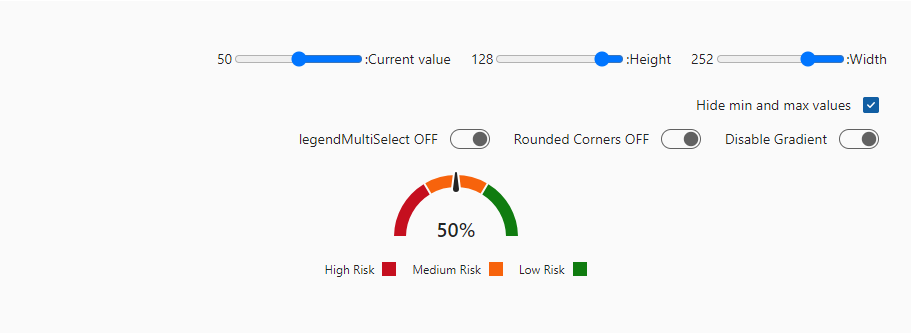 50 :Current value 128 :Height 252 :Width
Hide min and max values
legendMultiSelect OFF Rounded Corners OFF Disable Gradient
50%
High Risk Medium Risk Low Risk